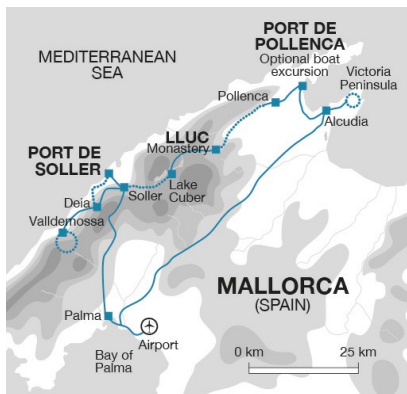 PORT DE
POLLENCA
Optional boat
excursion
MEDITERRANEAN
SEA
Victoria
Peninsula
Pollenca
Alcudia
LLUC
Monastery
PORT DE
SOLLER
Lake
Cuber
Soller
Deia
Valldemossa
MALLORCA
(SPAIN)
Palma
Airport
Bay of
Palma
0 km 25 km